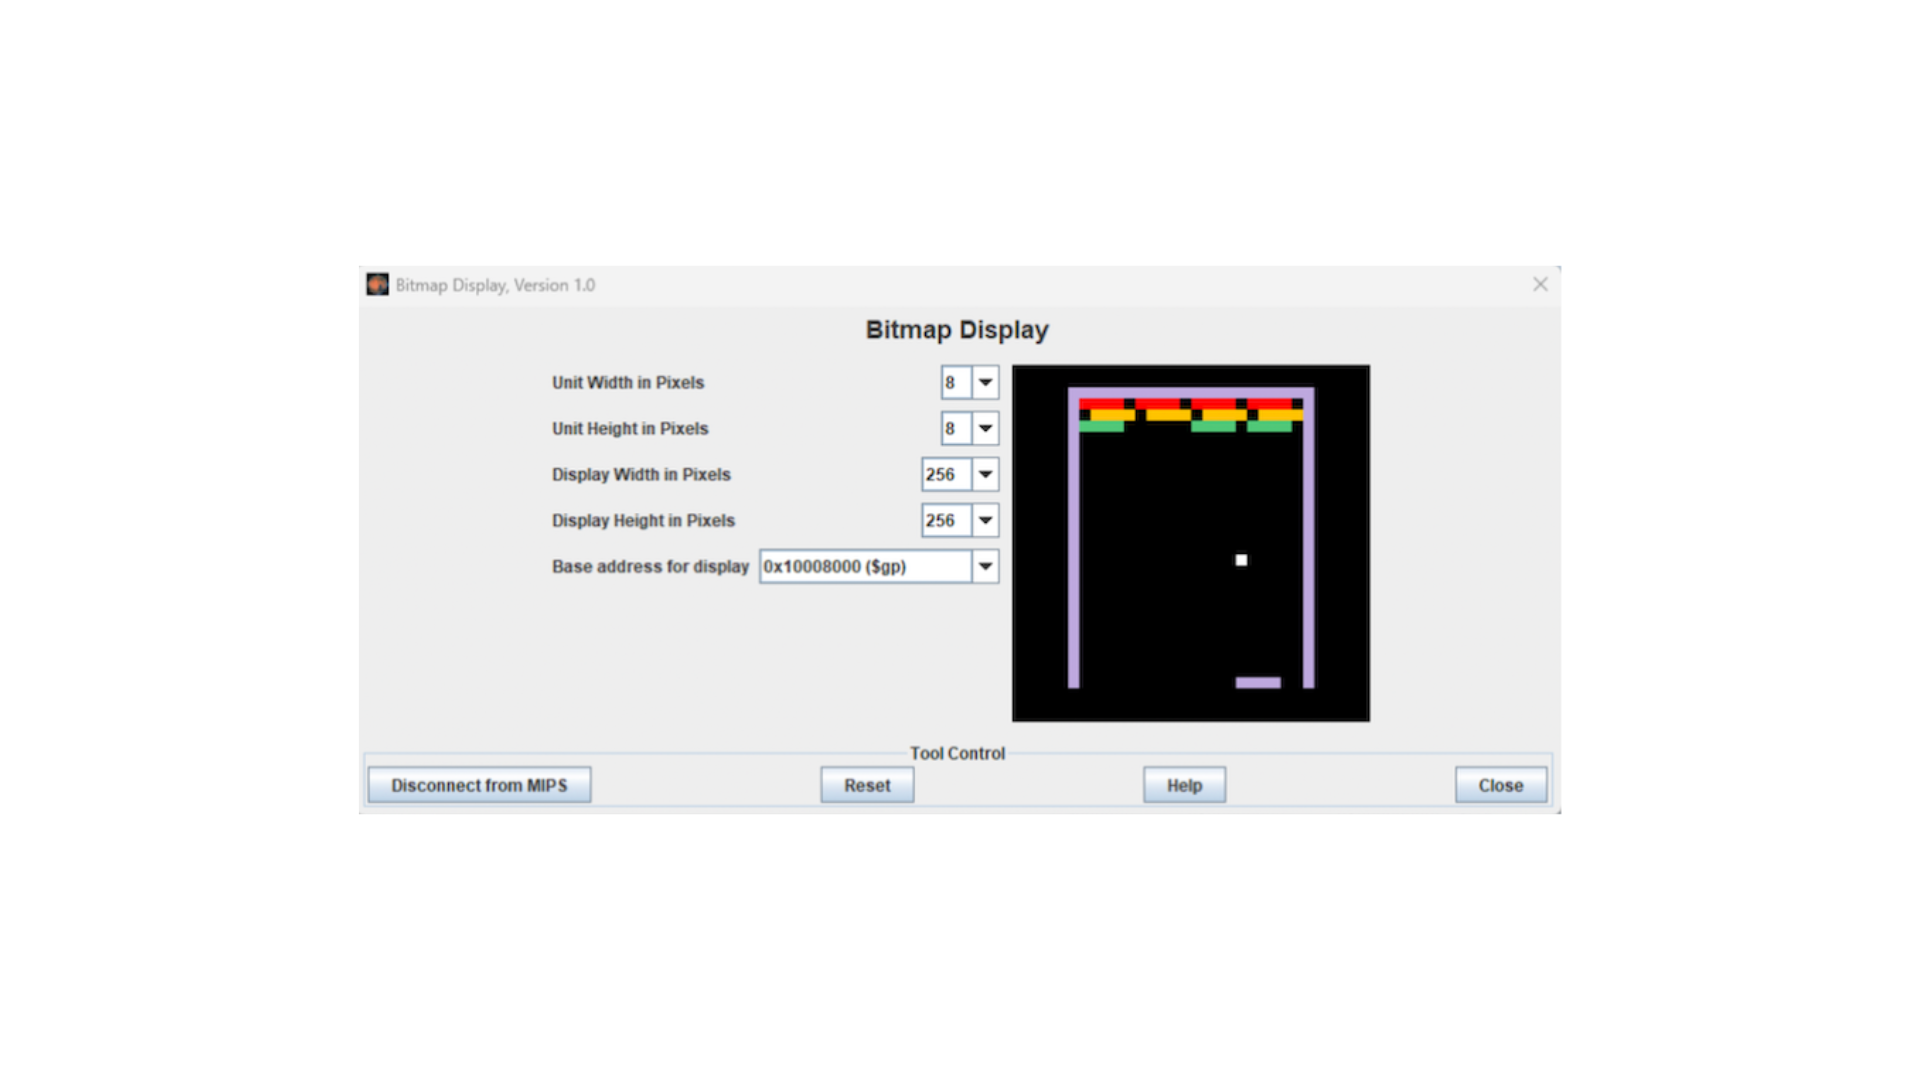 Bitmap Display, Version 1.0
Bitmap Display
Unit Width in Pixels 8
Unit Height in Pixels 8
Display Width in Pixels 256
Display Height in Pixels 256
Base address for display 0x10008000 ($gp)
Tool Control
Disconnect from MIPS Reset Help Close